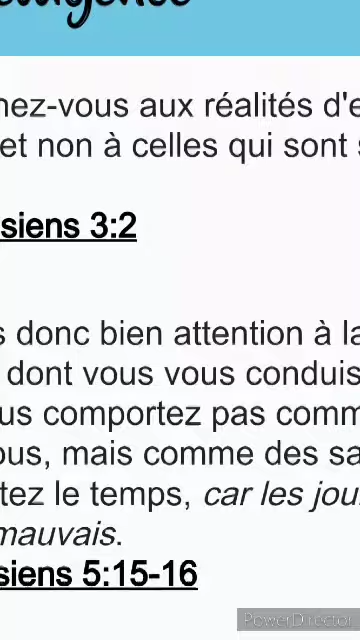 nez-vous aux réalités d'e
et non à celles qui sont s
siens 3:2
s donc bien attention à la
dont vous vous conduis
us comportez pas comm
ous, mais comme des sa
tez le temps, car les jou
mauvais.
siens 5:15-16
PowerDirector